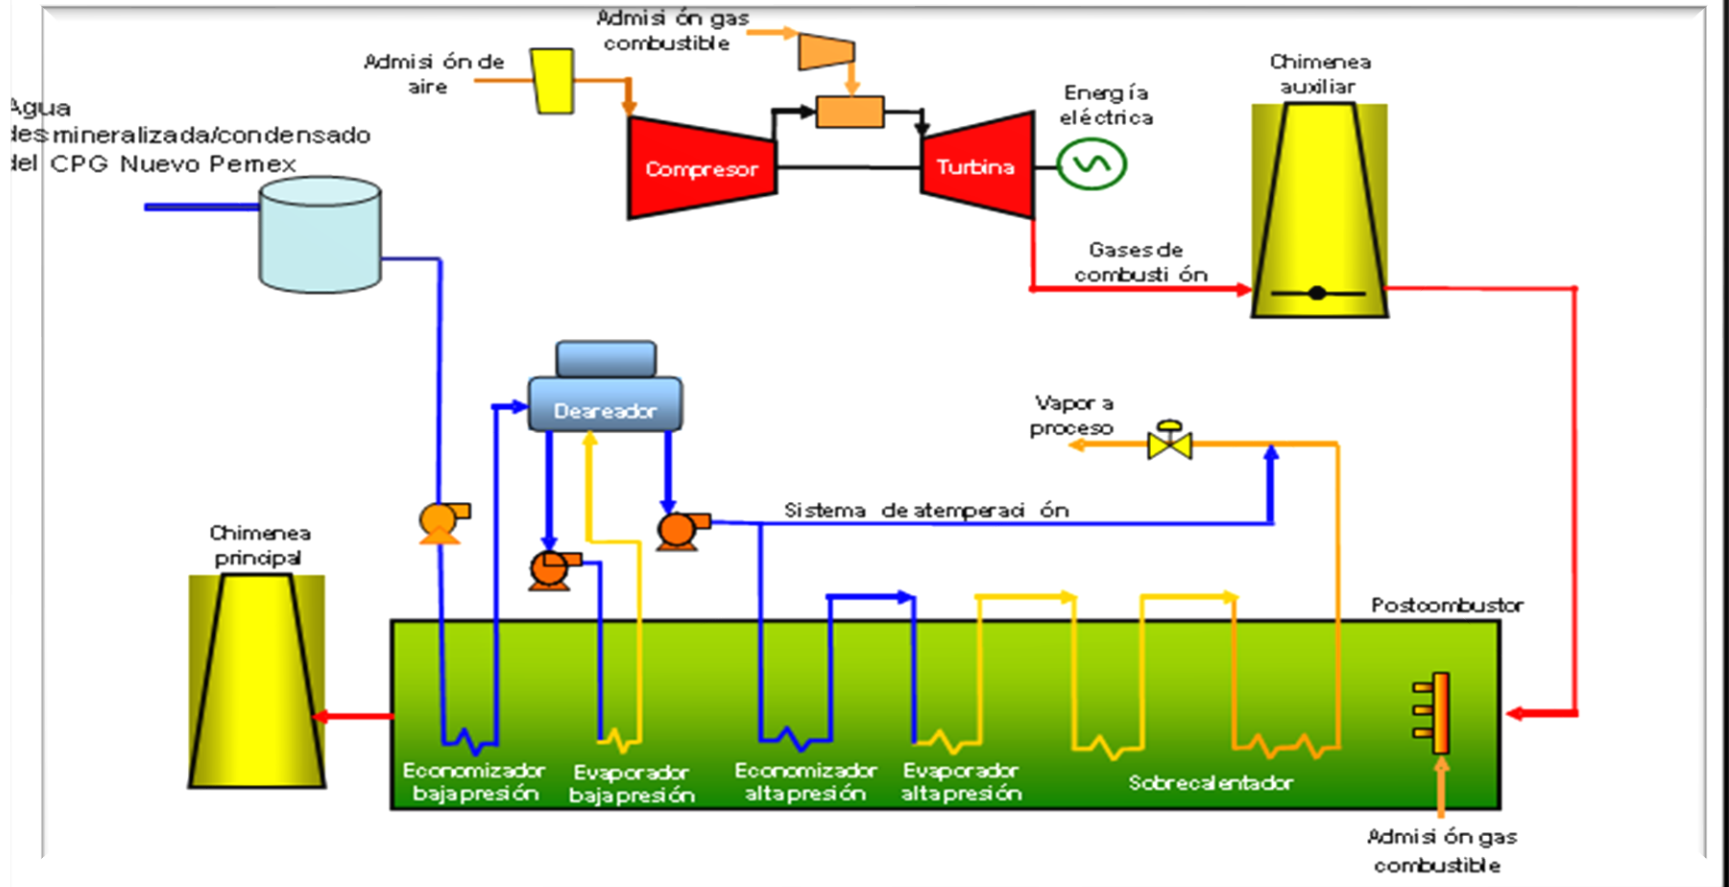 Admisión gas
combustible
Admisión de
aire
Chimenea
auxiliar
Energía
eléctrica
Agua
desmineralizada/condensado
del CPG Nuevo Pemex
Compresor
Turbina
Gases de
combustión
Deareador
Vapor a
proceso
Sistema de atemperación
Chimenea
principal
Postcombustor
Economizador
baja presión
Evaporador
baja presión
Economizador
alta presión
Evaporador
alta presión
Sobrecalentador
Admisión gas
combustible